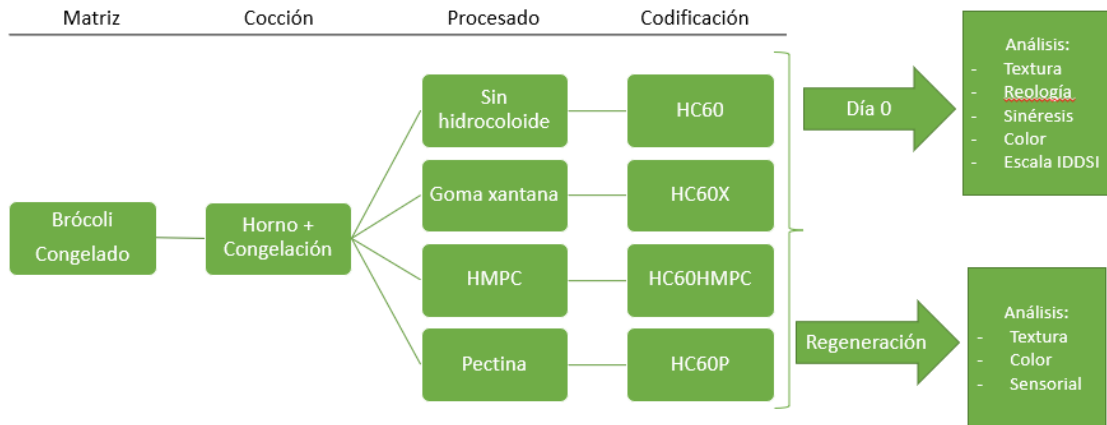 Matriz
Cocción
Procesado
Codificación
Brócoli
Congelado
Horno +
Congelación
Sin
hidrocoloide
HC60
Goma xantana
HC60X
HMPC
HC60HMPC
Pectina
HC60P
Día 0
Análisis:
- Textura
- Reología
- Sinéresis
- Color
- Escala IDDSI
Regeneración
Análisis:
- Textura
- Color
- Sensorial